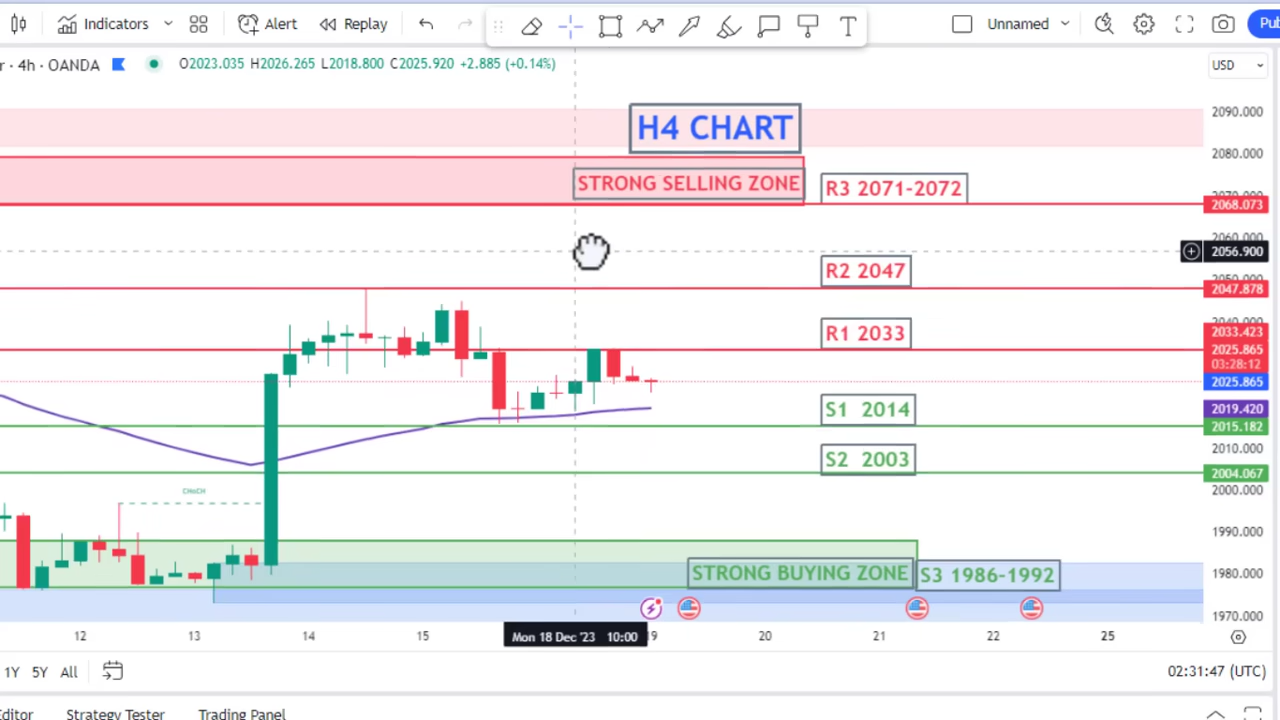 Indicators
Alert
Replay
Unnamed
Pu
r · 4h · OANDA
O2023.035 H2026.265 L2018.800 C2025.920 +2.885 (+0.14%)
USD
2090.000
H4 CHART
2080.000
STRONG SELLING ZONE
R3 2071-2072
2068.073
2060.000
2056.900
R2 2047
2050.000
2047.878
2040.000
R1 2033
2033.423
2025.865
03:28:12
2025.865
S1 2014
2019.420
2015.182
2010.000
S2 2003
2004.067
2000.000
CHoCH
1990.000
STRONG BUYING ZONE
S3 1986-1992
1980.000
1970.000
12
13
14
15
Mon 18 Dec '23 10:00
19
20
21
22
25
1Y 5Y All
02:31:47 (UTC)
Editor
Strategy Tester
Trading Panel